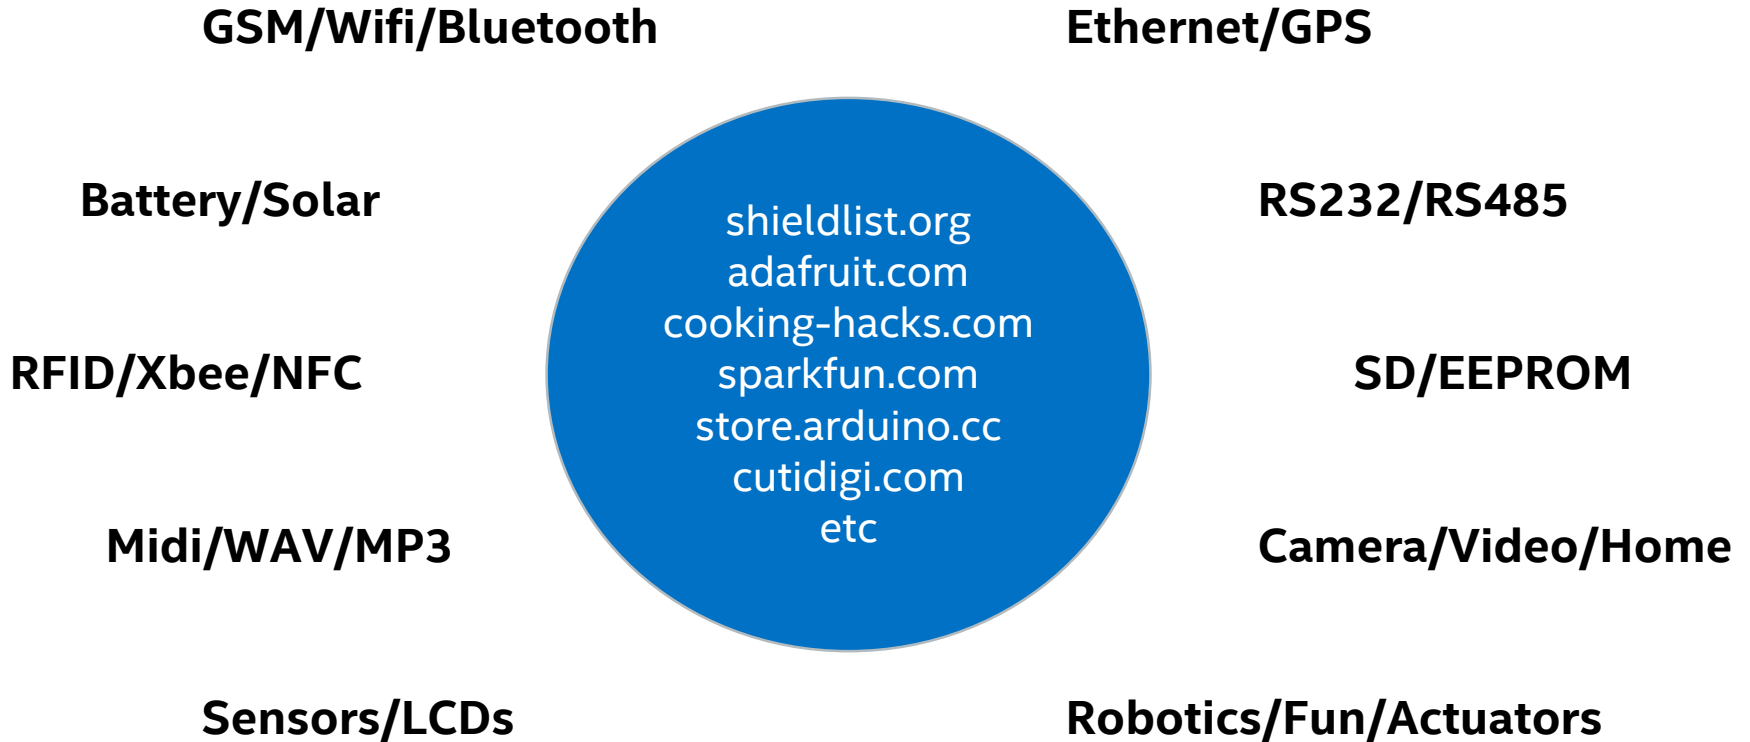 GSM/Wifi/Bluetooth
Ethernet/GPS
Battery/Solar
RS232/RS485
shieldlist.org
adafruit.com
cooking-hacks.com
sparkfun.com
store.arduino.cc
cutidigi.com
etc
RFID/Xbee/NFC
SD/EEPROM
Midi/WAV/MP3
Camera/Video/Home
Sensors/LCDs
Robotics/Fun/Actuators